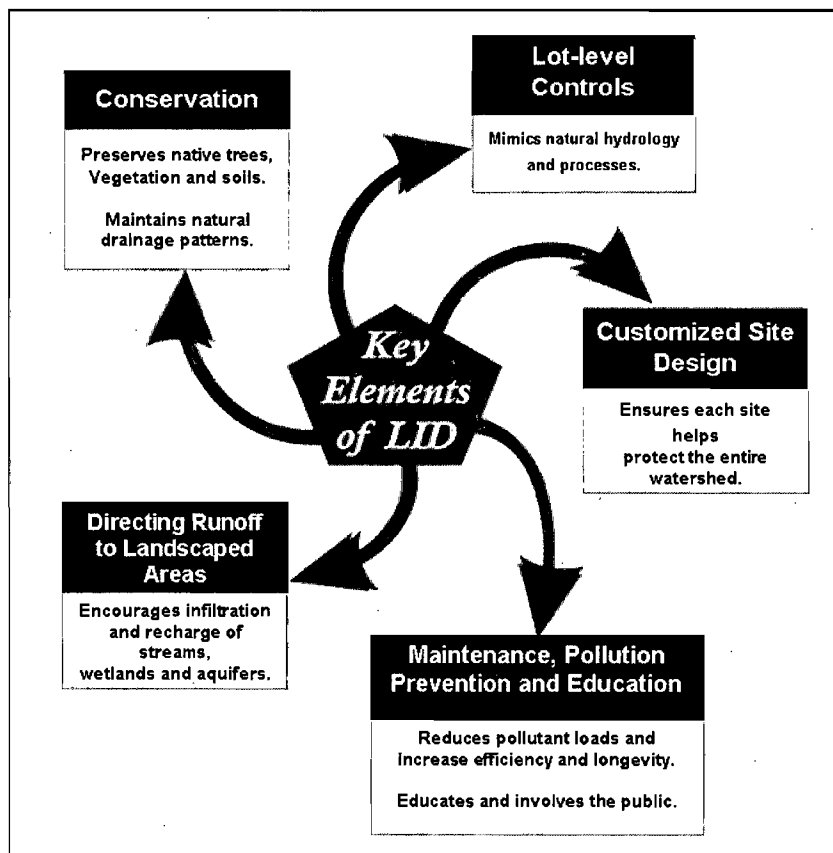 Conservation
Preserves native trees,
Vegetation and soils.
Maintains natural
drainage patterns.
Lot-level
Controls
Mimics natural hydrology
and processes.
Key
Elements
of LID
Customized Site
Design
Ensures each site
helps
protect the entire
watershed.
Directing Runoff
to Landscaped
Areas
Encourages infiltration
and recharge of
streams,
wetlands and aquifers.
Maintenance, Pollution
Prevention and Education
Reduces pollutant loads and
increase efficiency and longevity.
Educates and involves the public.